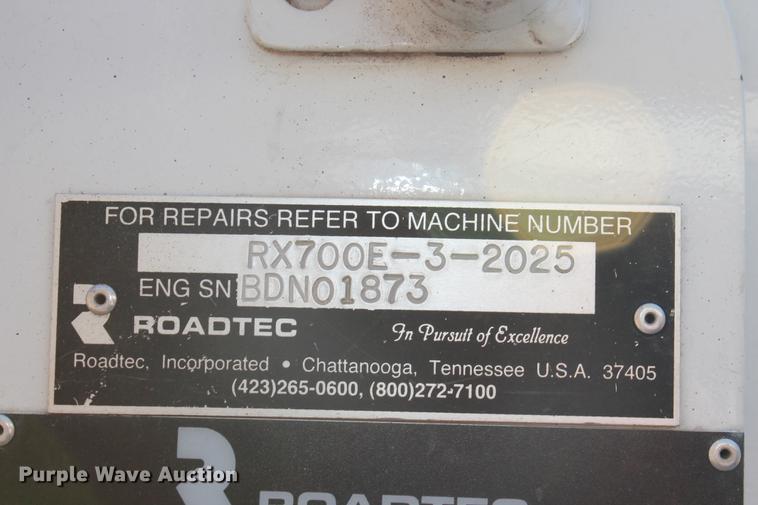 FOR REPAIRS REFER TO MACHINE NUMBER
RX700E-3-2025
ENG SN BDN01873
ROADTEC In Pursuit of Excellence
Roadtec, Incorporated • Chattanooga, Tennessee U.S.A. 37405
(423)265-0600, (800)272-7100
Purple Wave Auction
ROADTEC